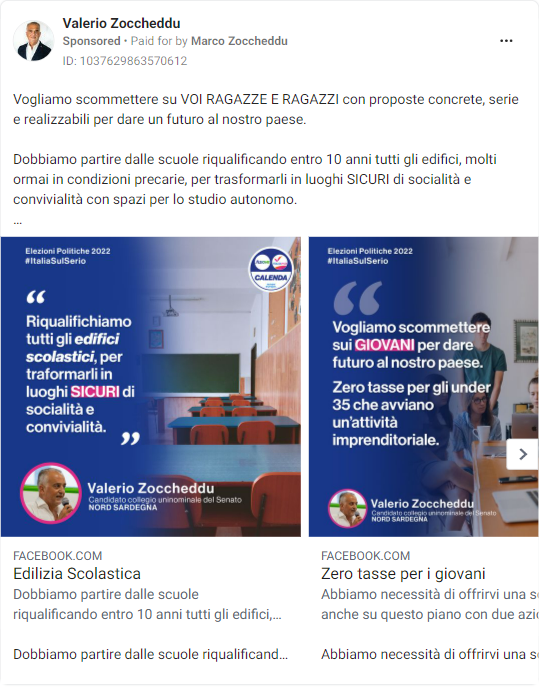 Valerio Zoccheddu
Sponsored • Paid for by Marco Zoccheddu
ID: 1037629863570612
Vogliamo scommettere su VOI RAGAZZE E RAGAZZI con proposte concrete, serie
e realizzabili per dare un futuro al nostro paese.
Dobbiamo partire dalle scuole riqualificando entro 10 anni tutti gli edifici, molti
ormai in condizioni precarie, per trasformarli in luoghi SICURI di socialità e
convivialità con spazi per lo studio autonomo.
...
Elezioni Politiche 2022
#ItaliaSulSerio
CALENDA
“
Riqualifichiamo
tutti gli edifici
scolastici, per
traformarli in
luoghi SICURI di
socialità e
convivialità.
”
Valerio Zoccheddu
Candidato collegio uninominale del Senato
NORD SARDEGNA
Elezioni Politiche 2022
#ItaliaSulSerio
“
Vogliamo scommettere
sui GIOVANI per dare
futuro al nostro paese.
Zero tasse per gli under
35 che avviano
un'attività
imprenditoriale.
Valerio Zoccheddu
Candidato collegio uninominale del Senato
NORD SARDEGNA
FACEBOOK.COM
Edilizia Scolastica
Dobbiamo partire dalle scuole
riqualificando entro 10 anni tutti gli edifici,...
Dobbiamo partire dalle scuole riqualificand...
FACEBOOK.COM
Zero tasse per i giovani
Abbiamo necessità di offrirvi una s
anche su questo piano con due azi
Abbiamo necessità di offrirvi una s